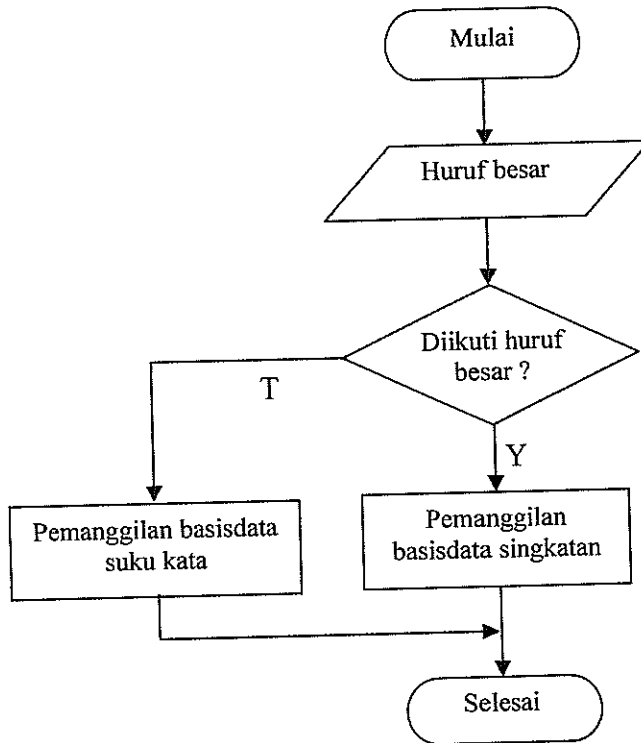 Mulai
Huruf besar
Diikuti huruf
besar ?
T
Y
Pemanggilan basisdata
suku kata
Pemanggilan
basisdata singkatan
Selesai